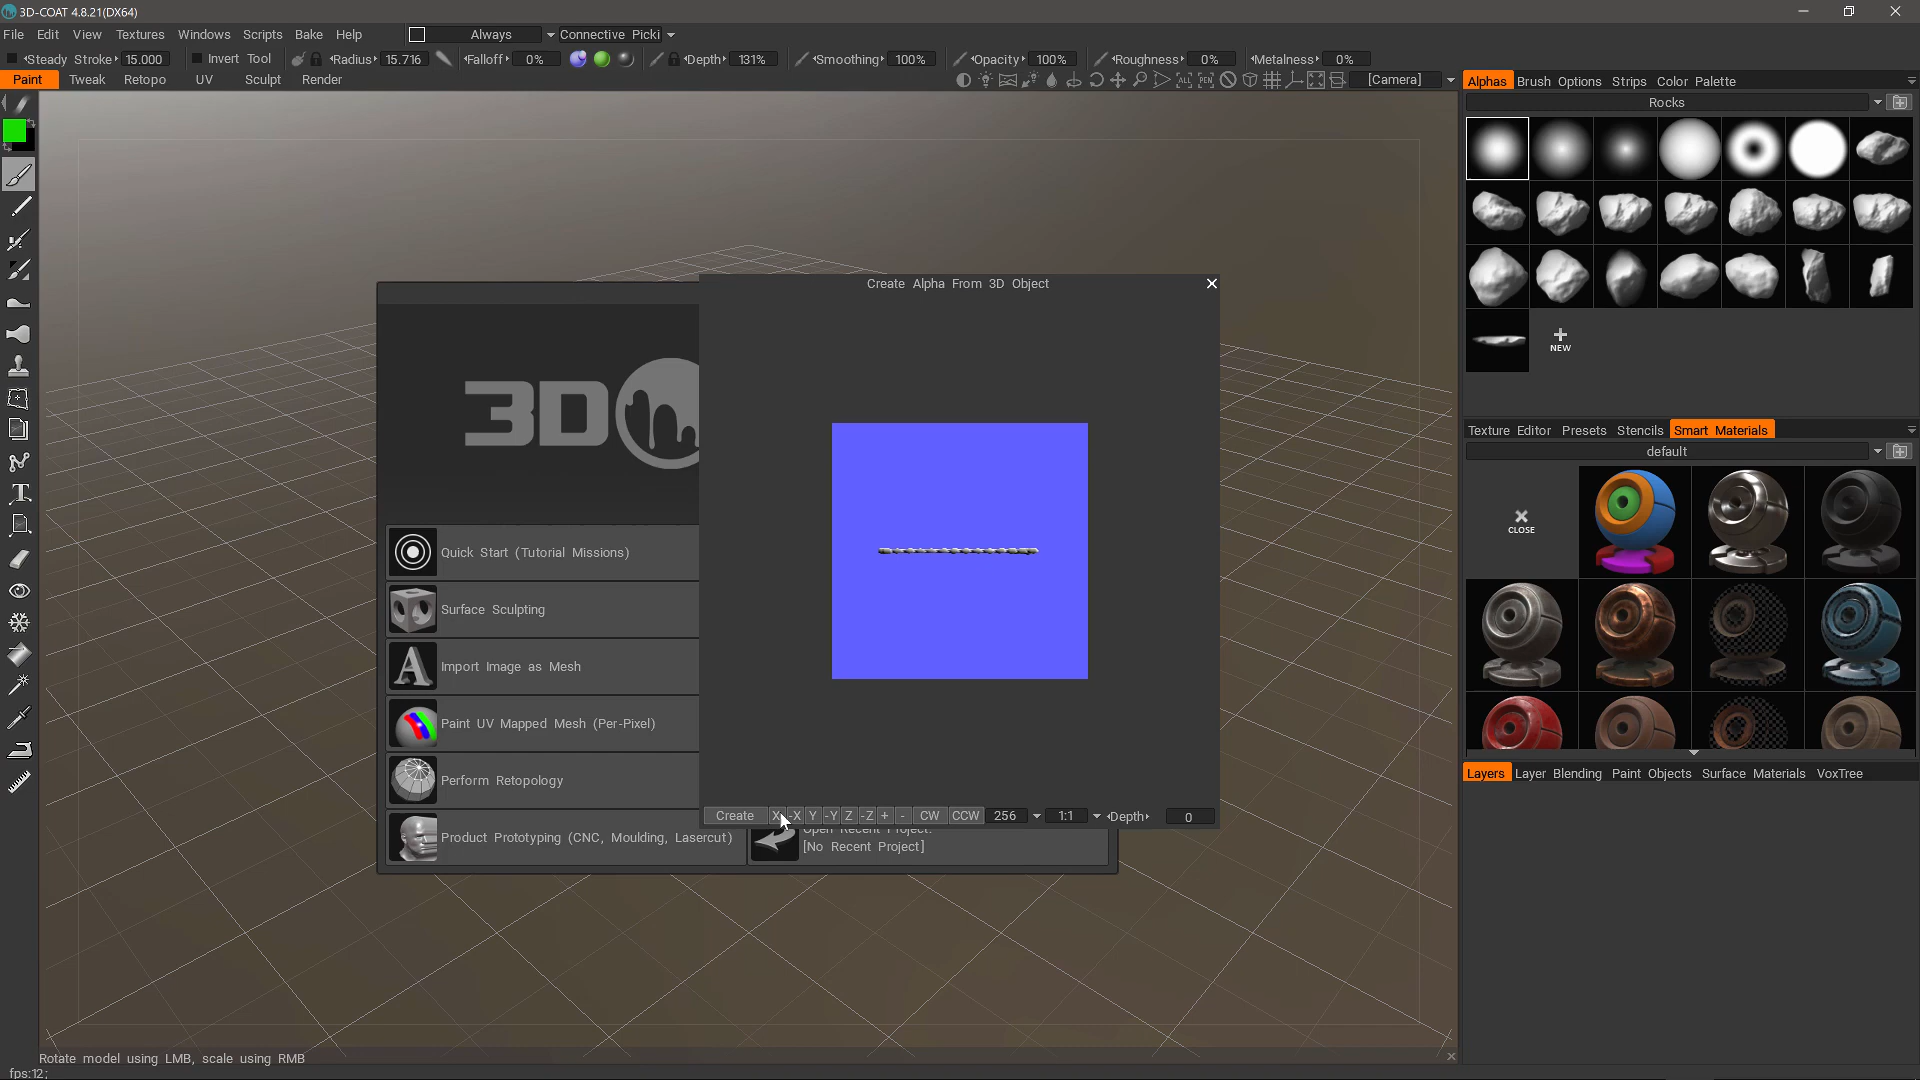 3D-COAT 4.8.21(DX64)
File Edit View Textures Windows Scripts Bake Help Always Connective Picki
Steady Stroke 15.000 Invert Tool Radius 15.716 Falloff 0% Depth 131% Smoothing 100% Opacity 100% Roughness 0% Metalness 0%
Paint Tweak Retopo UV Sculpt Render [Camera]
Alphas Brush Options Strips Color Palette
Rocks
NEW
Create Alpha From 3D Object
3D
Quick Start (Tutorial Missions)
Surface Sculpting
Import Image as Mesh
Paint UV Mapped Mesh (Per-Pixel)
Perform Retopology
Product Prototyping (CNC, Moulding, Lasercut)
Create X -X Y -Y Z -Z + - CW CCW 256 1:1 Depth 0
Open Recent Project:
[No Recent Project]
Texture Editor Presets Stencils Smart Materials
default
CLOSE
Layers Layer Blending Paint Objects Surface Materials VoxTree
Rotate model using LMB, scale using RMB
fps:12;